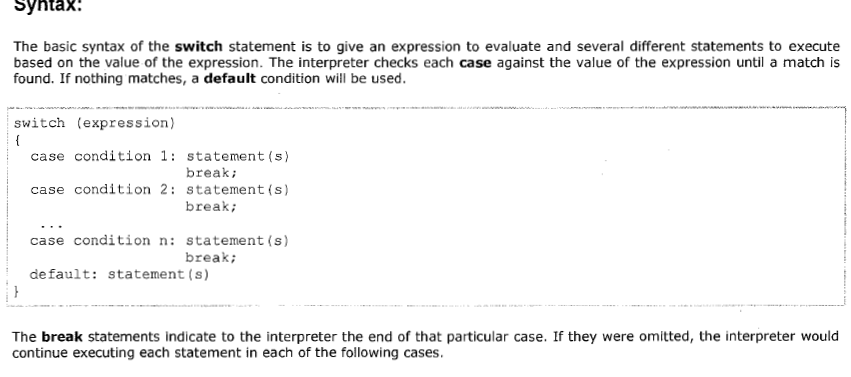 Syntax:
The basic syntax of the switch statement is to give an expression to evaluate and several different statements to execute
based on the value of the expression. The interpreter checks each case against the value of the expression until a match is
found. If nothing matches, a default condition will be used.
switch (expression)
{
case condition 1: statement(s)
break;
case condition 2: statement(s)
break;
...
case condition n: statement(s)
break;
default: statement(s)
}
The break statements indicate to the interpreter the end of that particular case. If they were omitted, the interpreter would
continue executing each statement in each of the following cases.